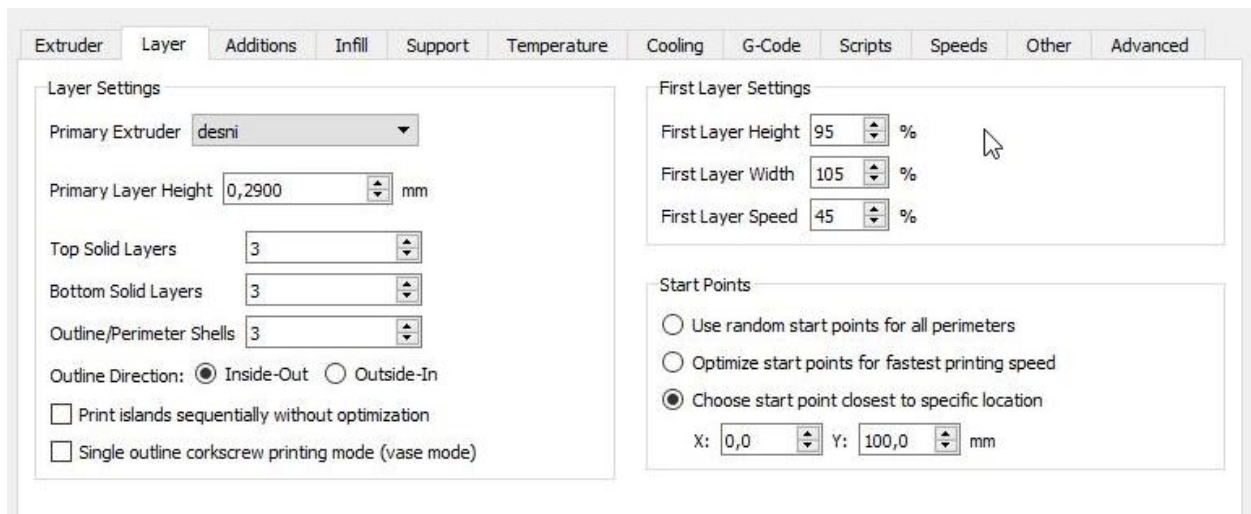 Extruder Layer Additions Infill Support Temperature Cooling G-Code Scripts Speeds Other Advanced
Layer Settings
Primary Extruder desni
Primary Layer Height 0,2900 mm
Top Solid Layers 3
Bottom Solid Layers 3
Outline/Perimeter Shells 3
Outline Direction: Inside-Out Outside-In
Print islands sequentially without optimization
Single outline corkscrew printing mode (vase mode)
First Layer Settings
First Layer Height 95 %
First Layer Width 105 %
First Layer Speed 45 %
Start Points
Use random start points for all perimeters
Optimize start points for fastest printing speed
Choose start point closest to specific location
X: 0,0 Y: 100,0 mm